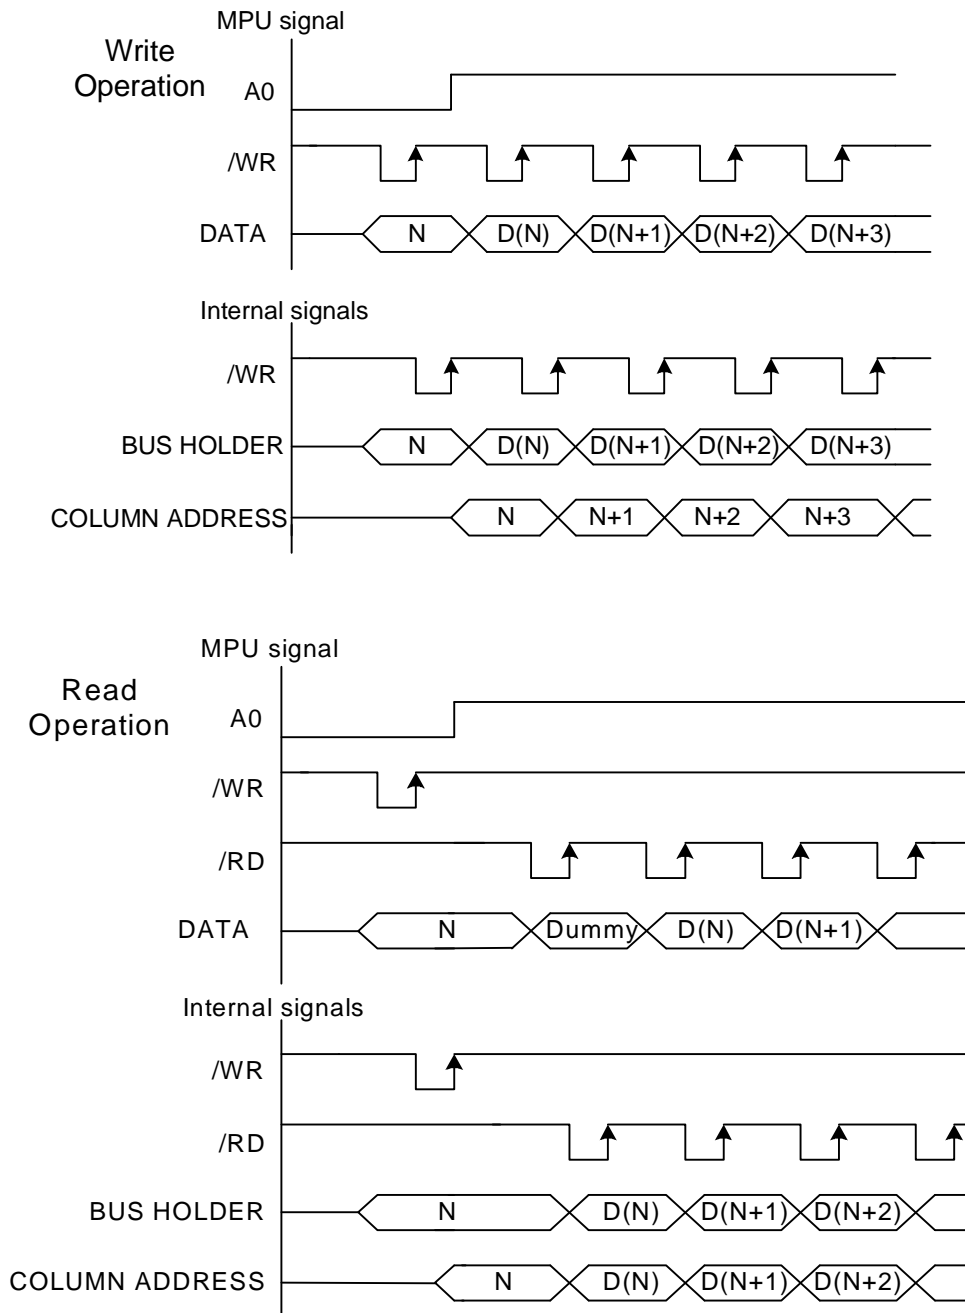 MPU signal
Write
Operation
A0
/WR
DATA N D(N) D(N+1) D(N+2) D(N+3)
Internal signals
/WR
BUS HOLDER N D(N) D(N+1) D(N+2) D(N+3)
COLUMN ADDRESS N N+1 N+2 N+3
MPU signal
Read
Operation
A0
/WR
/RD
DATA N Dummy D(N) D(N+1)
Internal signals
/WR
/RD
BUS HOLDER N D(N) D(N+1) D(N+2)
COLUMN ADDRESS N D(N) D(N+1) D(N+2)